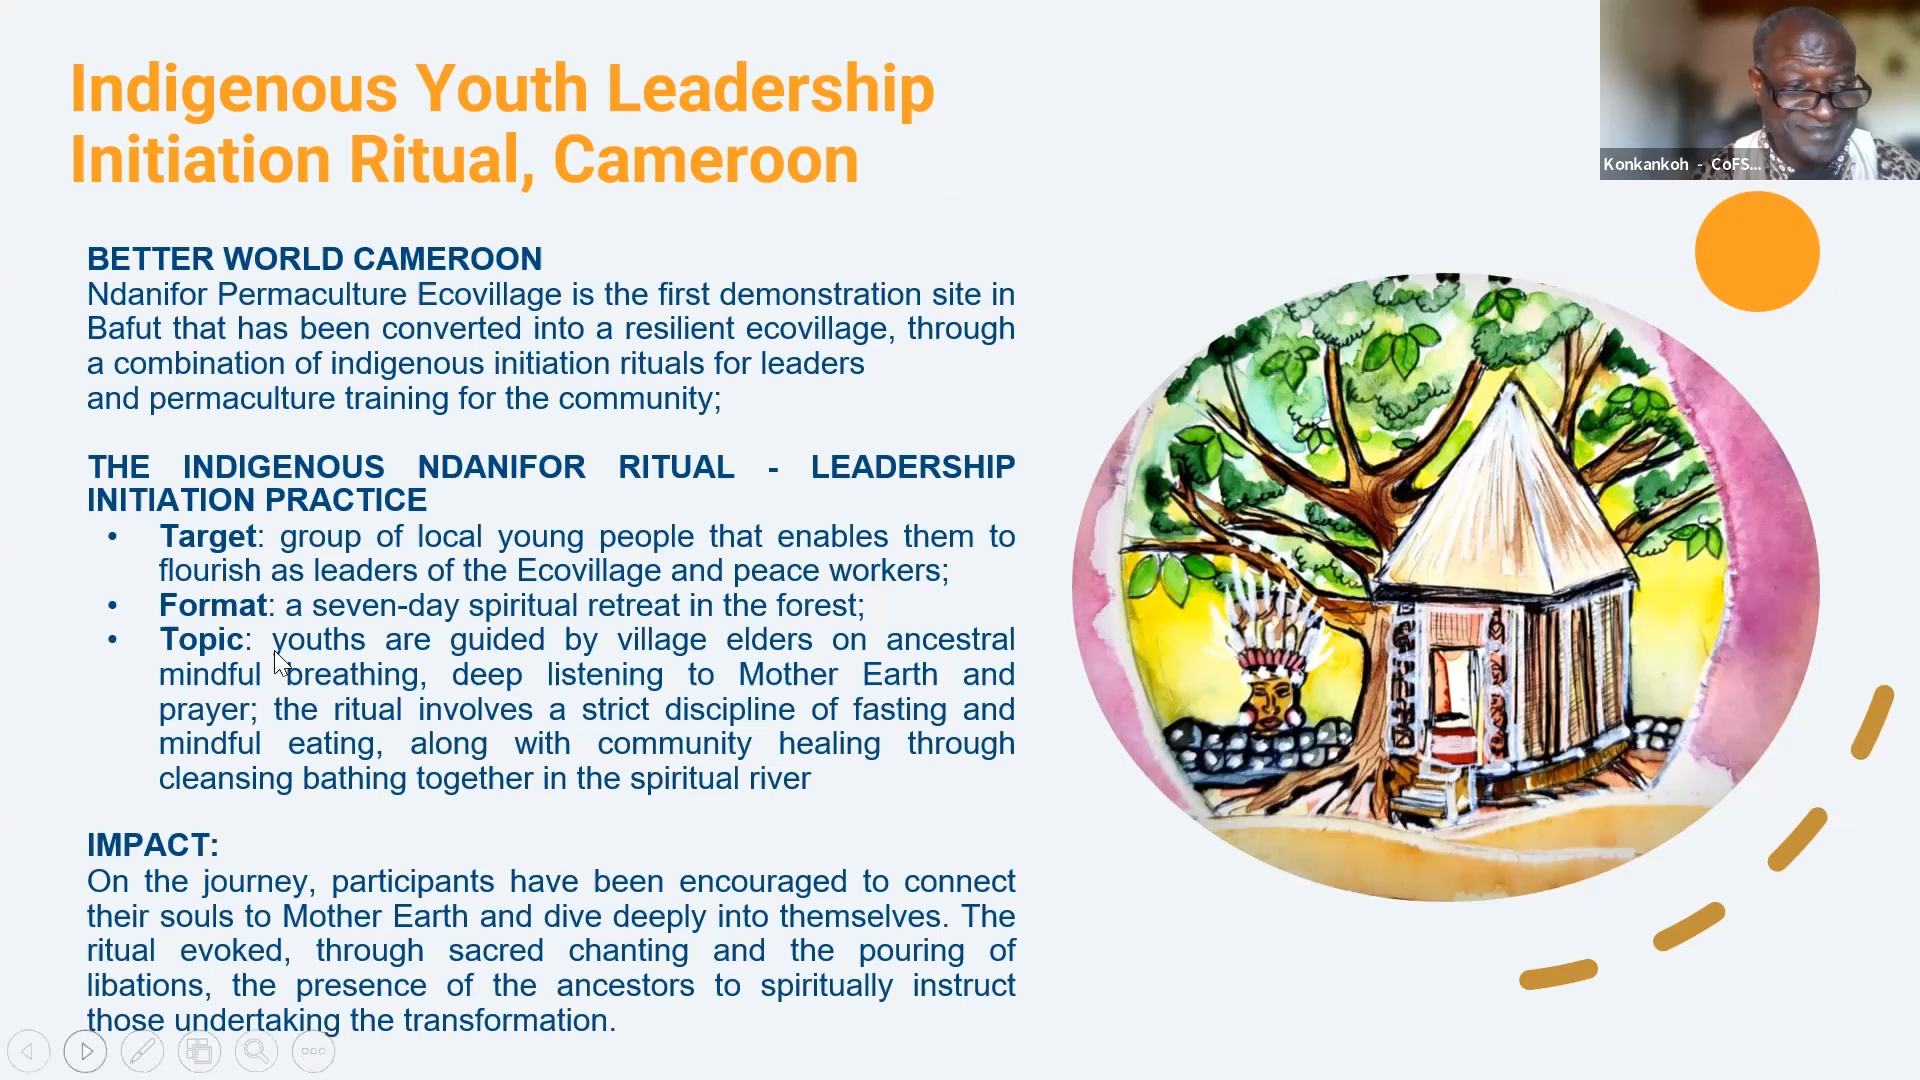 Indigenous Youth Leadership
Initiation Ritual, Cameroon
Konkankoh - CoFS...
BETTER WORLD CAMEROON
Ndanifor Permaculture Ecovillage is the first demonstration site in
Bafut that has been converted into a resilient ecovillage, through
a combination of indigenous initiation rituals for leaders
and permaculture training for the community;
THE INDIGENOUS NDANIFOR RITUAL - LEADERSHIP
INITIATION PRACTICE
• Target: group of local young people that enables them to
flourish as leaders of the Ecovillage and peace workers;
• Format: a seven-day spiritual retreat in the forest;
• Topic: youths are guided by village elders on ancestral
mindful breathing, deep listening to Mother Earth and
prayer; the ritual involves a strict discipline of fasting and
mindful eating, along with community healing through
cleansing bathing together in the spiritual river
IMPACT:
On the journey, participants have been encouraged to connect
their souls to Mother Earth and dive deeply into themselves. The
ritual evoked, through sacred chanting and the pouring of
libations, the presence of the ancestors to spiritually instruct
those undertaking the transformation.